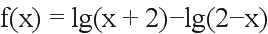 f(x) = lg(x + 2)−lg(2−x)